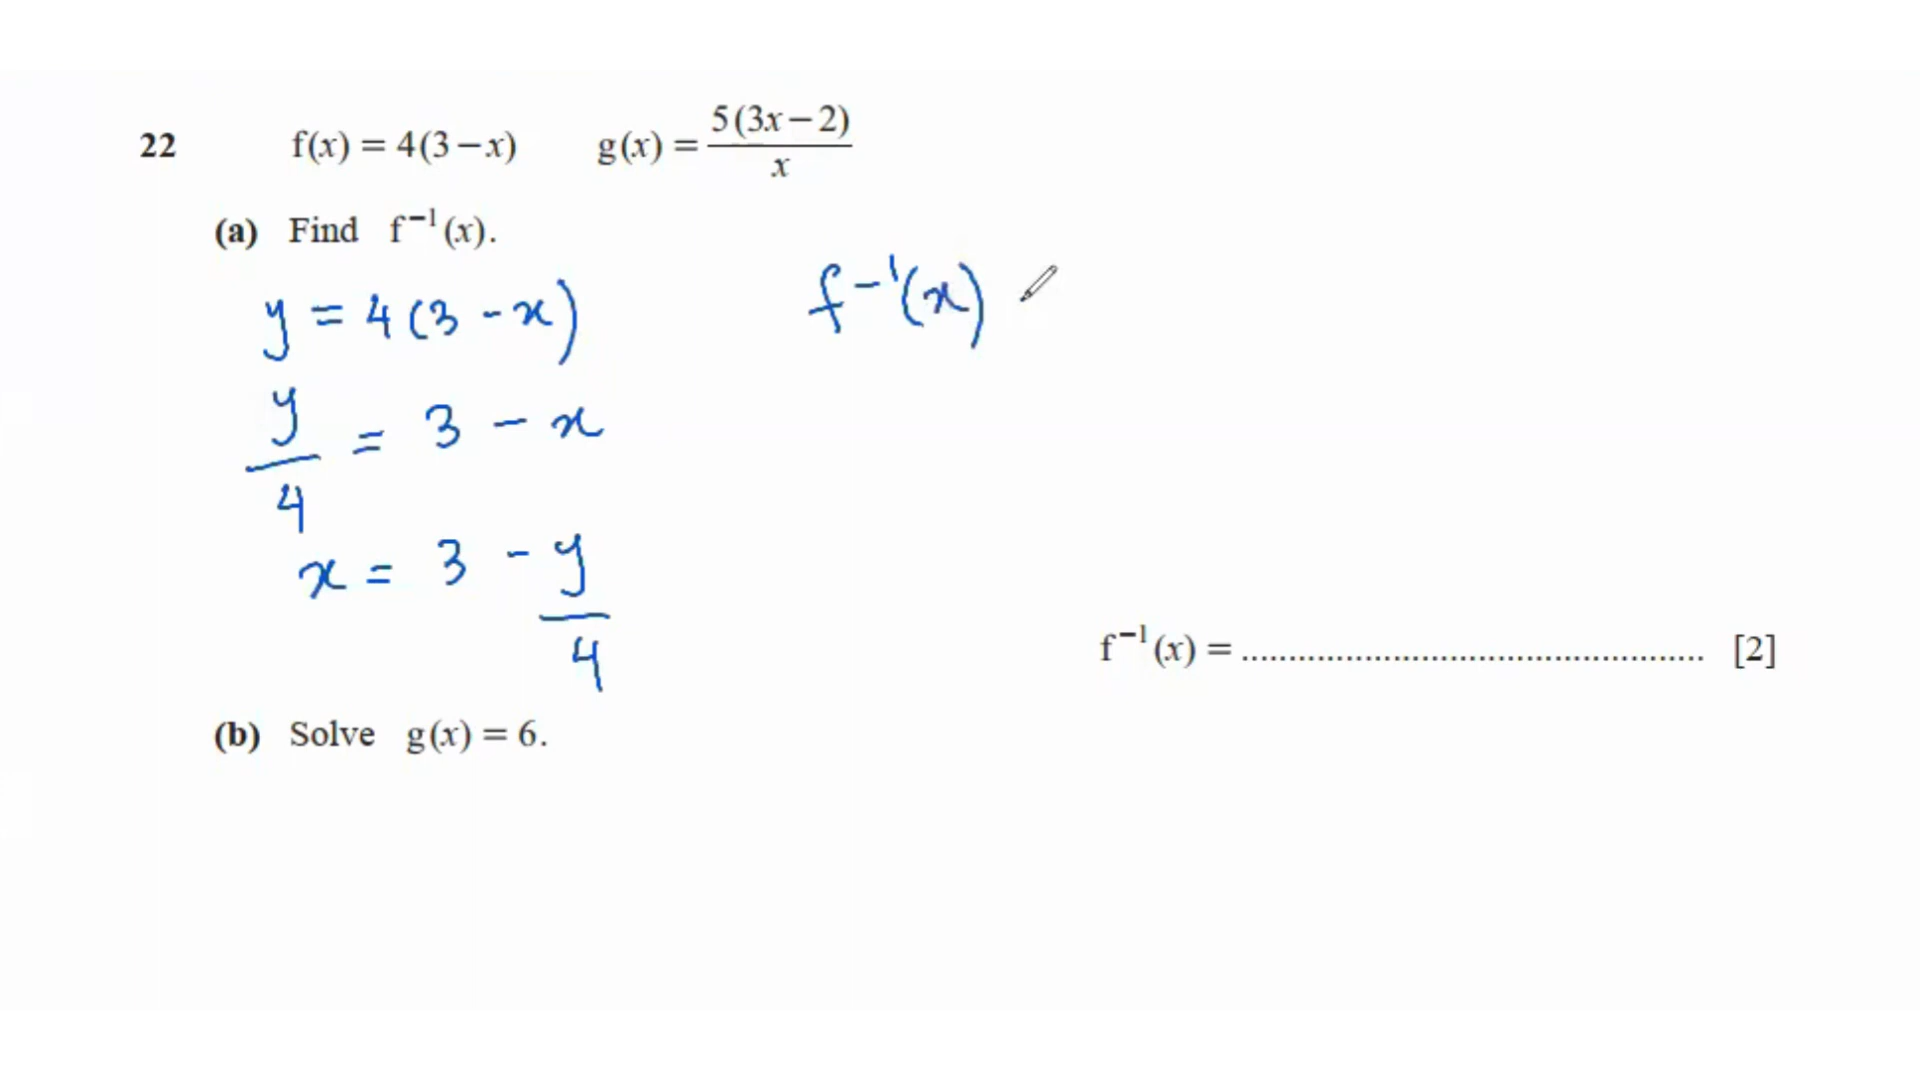 22 f(x) = 4(3 − x) g(x) = 5(3x − 2)/x
(a) Find f⁻¹(x).
y = 4(3 - x)
f⁻¹(x)
y/4 = 3 - x
x = 3 - y/4
f⁻¹(x) = ................................................ [2]
(b) Solve g(x) = 6.